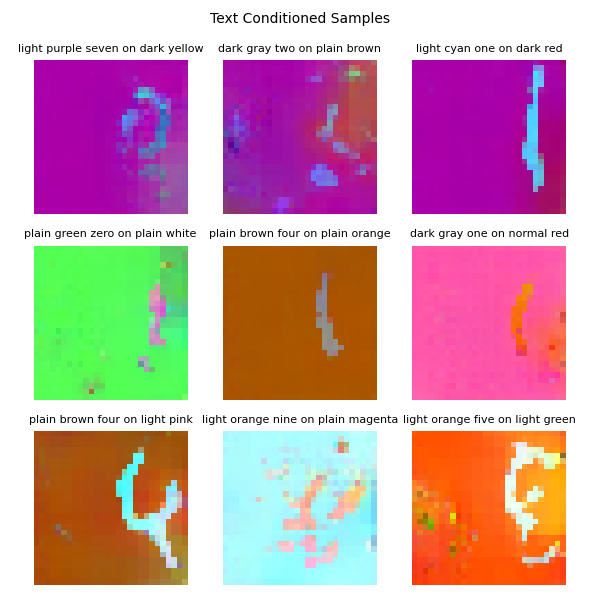 Text Conditioned Samples
light purple seven on dark yellow
dark gray two on plain brown
light cyan one on dark red
plain green zero on plain white
plain brown four on plain orange
dark gray one on normal red
plain brown four on light pink
light orange nine on plain magenta
light orange five on light green